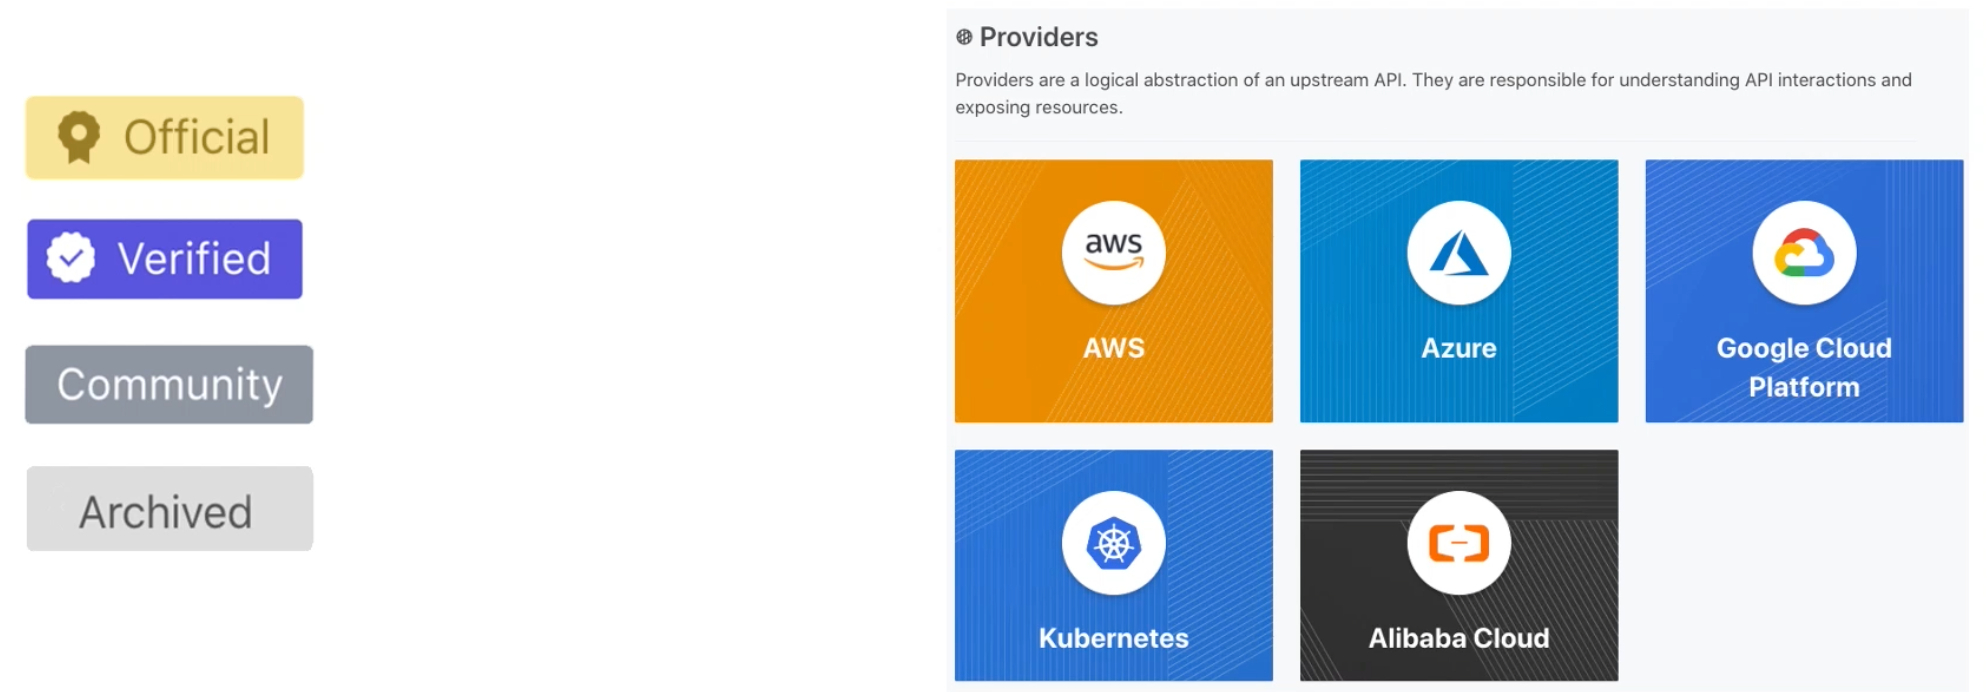 Official
Verified
Community
Archived
Providers
Providers are a logical abstraction of an upstream API. They are responsible for understanding API interactions and
exposing resources.
aws
AWS
Azure
Google Cloud
Platform
Kubernetes
Alibaba Cloud